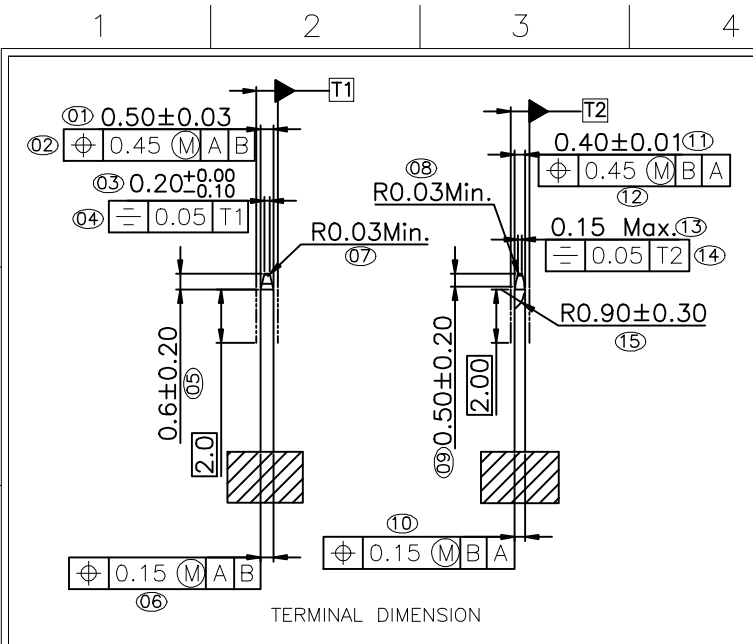 1 2 3 4
T1
01 0.50±0.03
02 ⌖ 0.45 Ⓜ A B
03 0.20 +0.00 -0.10
04 ⌯ 0.05 T1
R0.03Min.
07
0.6±0.20 05
2.0
⌖ 0.15 Ⓜ A B
06
T2
0.40±0.01 11
⌖ 0.45 Ⓜ B A
12
08
R0.03Min.
0.15 Max. 13
⌯ 0.05 T2 14
R0.90±0.30
15
09 0.50±0.20
2.00
10
⌖ 0.15 Ⓜ B A
TERMINAL DIMENSION